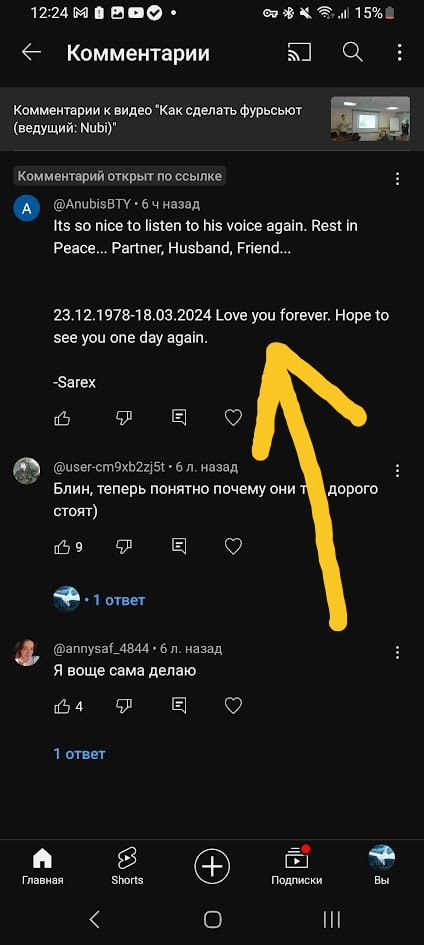 12:24
15%
Комментарии
Комментарии к видео "Как сделать фурсьют
(ведущий: Nubi)"
Комментарий открыт по ссылке
A
@AnubisBTY • 6 ч назад
Its so nice to listen to his voice again. Rest in
Peace... Partner, Husband, Friend...
23.12.1978-18.03.2024 Love you forever. Hope to
see you one day again.
-Sarex
@user-cm9xb2zj5t • 6 л. назад
Блин, теперь понятно почему они дорого
стоят)
9
• 1 ответ
@annysaf_4844 • 6 л. назад
Я воще сама делаю
4
1 ответ
Главная
Shorts
Подписки
Вы